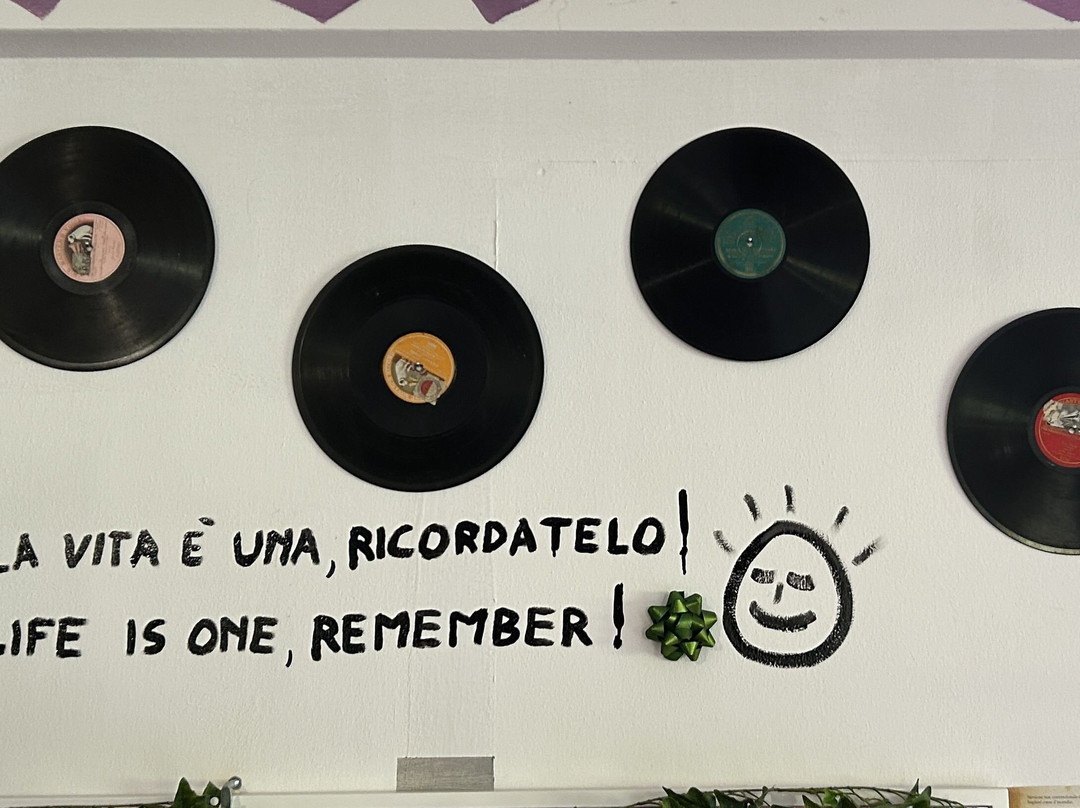 LA VITA È UNA, RICORDATELO!
LIFE IS ONE, REMEMBER!